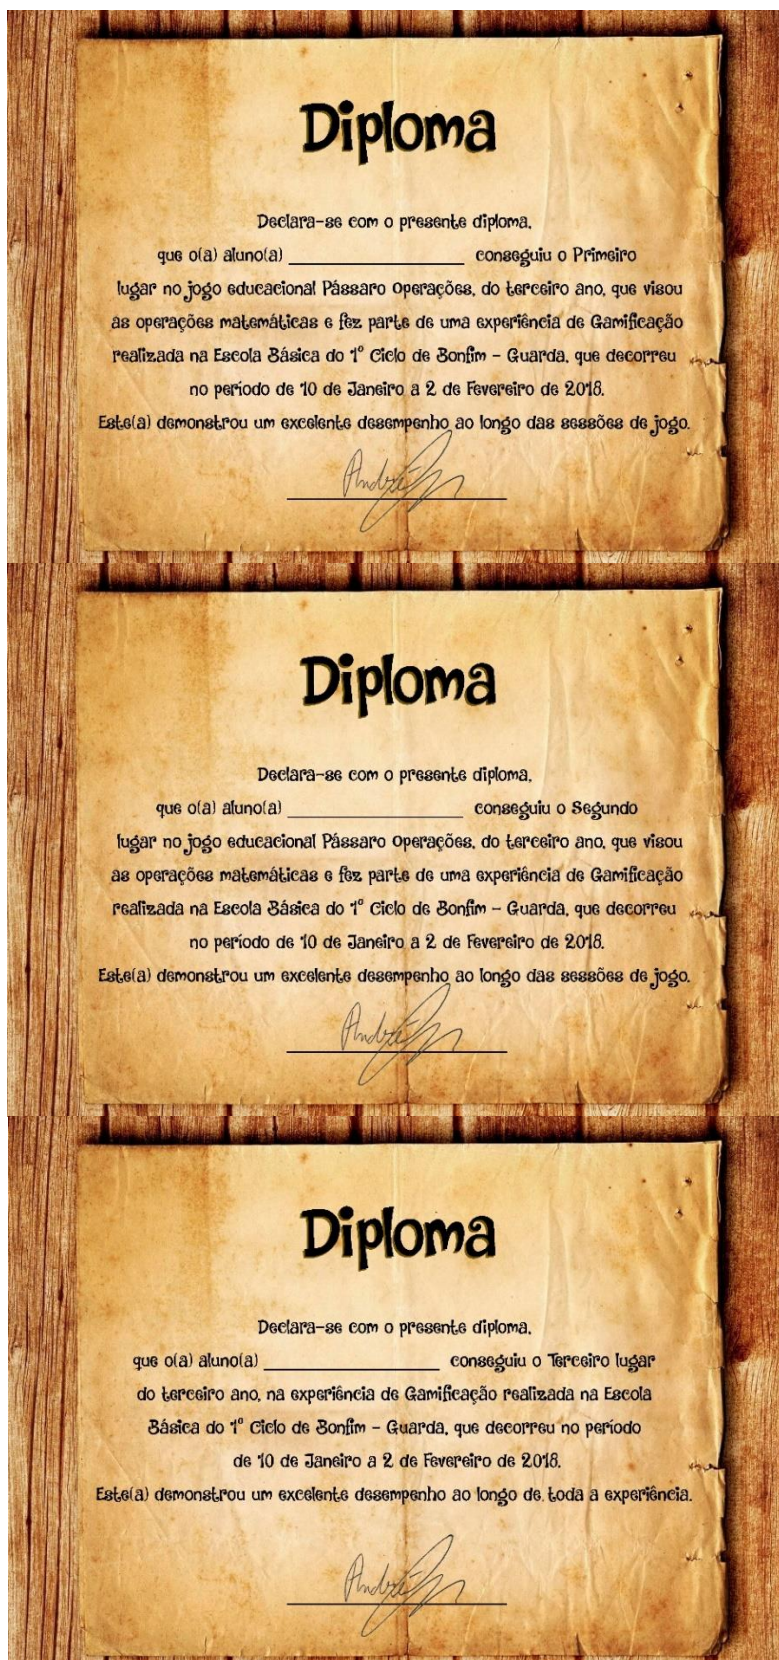 Diploma
Declara-se com o presente diploma,
que o(a) aluno(a) ____________________ conseguiu o Primeiro
lugar no jogo educacional Pássaro Operações, do terceiro ano, que visou
as operações matemáticas e fez parte de uma experiência de Gamificação
realizada na Escola Básica do 1º Ciclo de Bonfim – Guarda, que decorreu
no período de 10 de Janeiro a 2 de Fevereiro de 2018.
Este(a) demonstrou um excelente desempenho ao longo das sessões de jogo.
André
Diploma
Declara-se com o presente diploma,
que o(a) aluno(a) ____________________ conseguiu o Segundo
lugar no jogo educacional Pássaro Operações, do terceiro ano, que visou
as operações matemáticas e fez parte de uma experiência de Gamificação
realizada na Escola Básica do 1º Ciclo de Bonfim – Guarda, que decorreu
no período de 10 de Janeiro a 2 de Fevereiro de 2018.
Este(a) demonstrou um excelente desempenho ao longo das sessões de jogo.
André
Diploma
Declara-se com o presente diploma,
que o(a) aluno(a) ____________________ conseguiu o Terceiro lugar
do terceiro ano, na experiência de Gamificação realizada na Escola
Básica do 1º Ciclo de Bonfim – Guarda, que decorreu no período
de 10 de Janeiro a 2 de Fevereiro de 2018.
Este(a) demonstrou um excelente desempenho ao longo de toda a experiência.
André